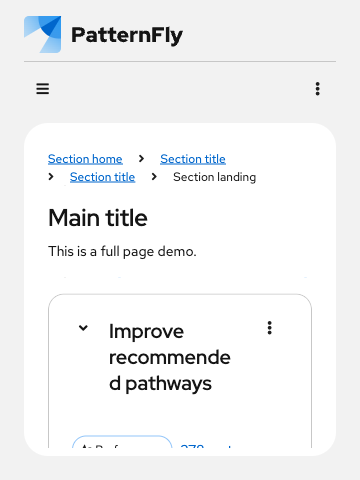 PatternFly
Section home > Section title
> Section title > Section landing
Main title
This is a full page demo.
Improve
recommende
d pathways